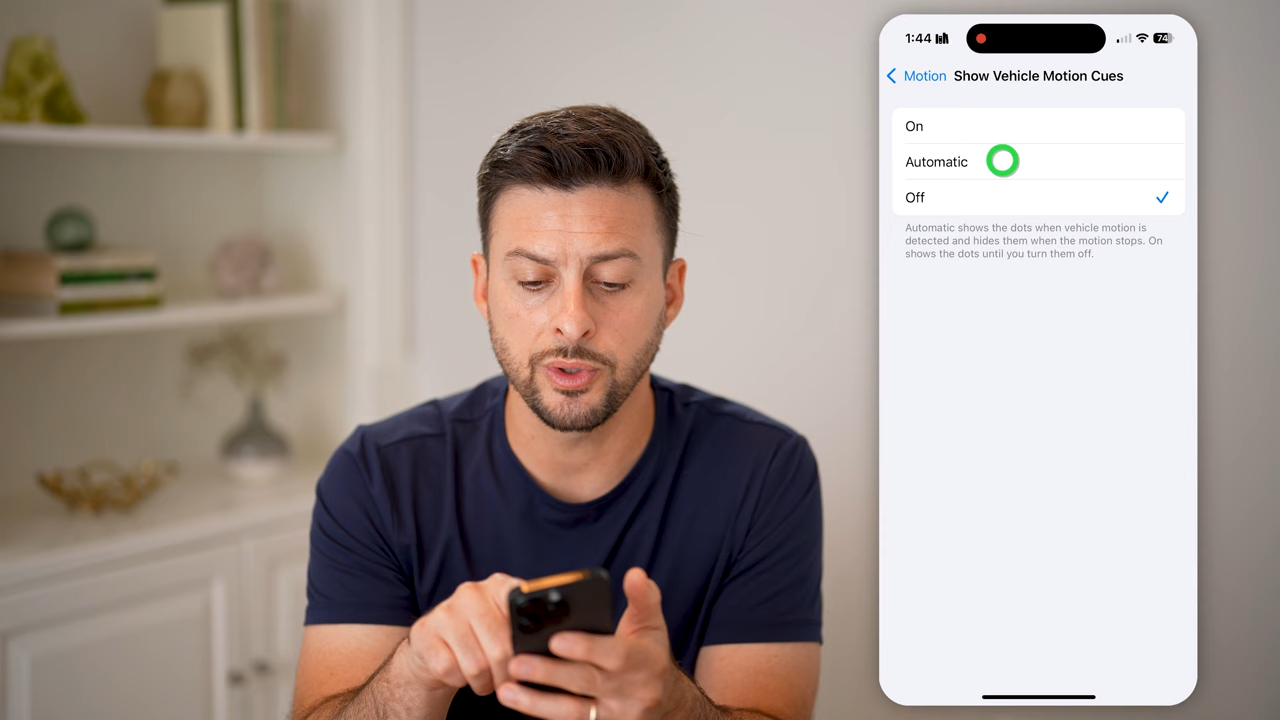 1:44
74
Motion
Show Vehicle Motion Cues
On
Automatic
Off
Automatic shows the dots when vehicle motion is
detected and hides them when the motion stops. On
shows the dots until you turn them off.